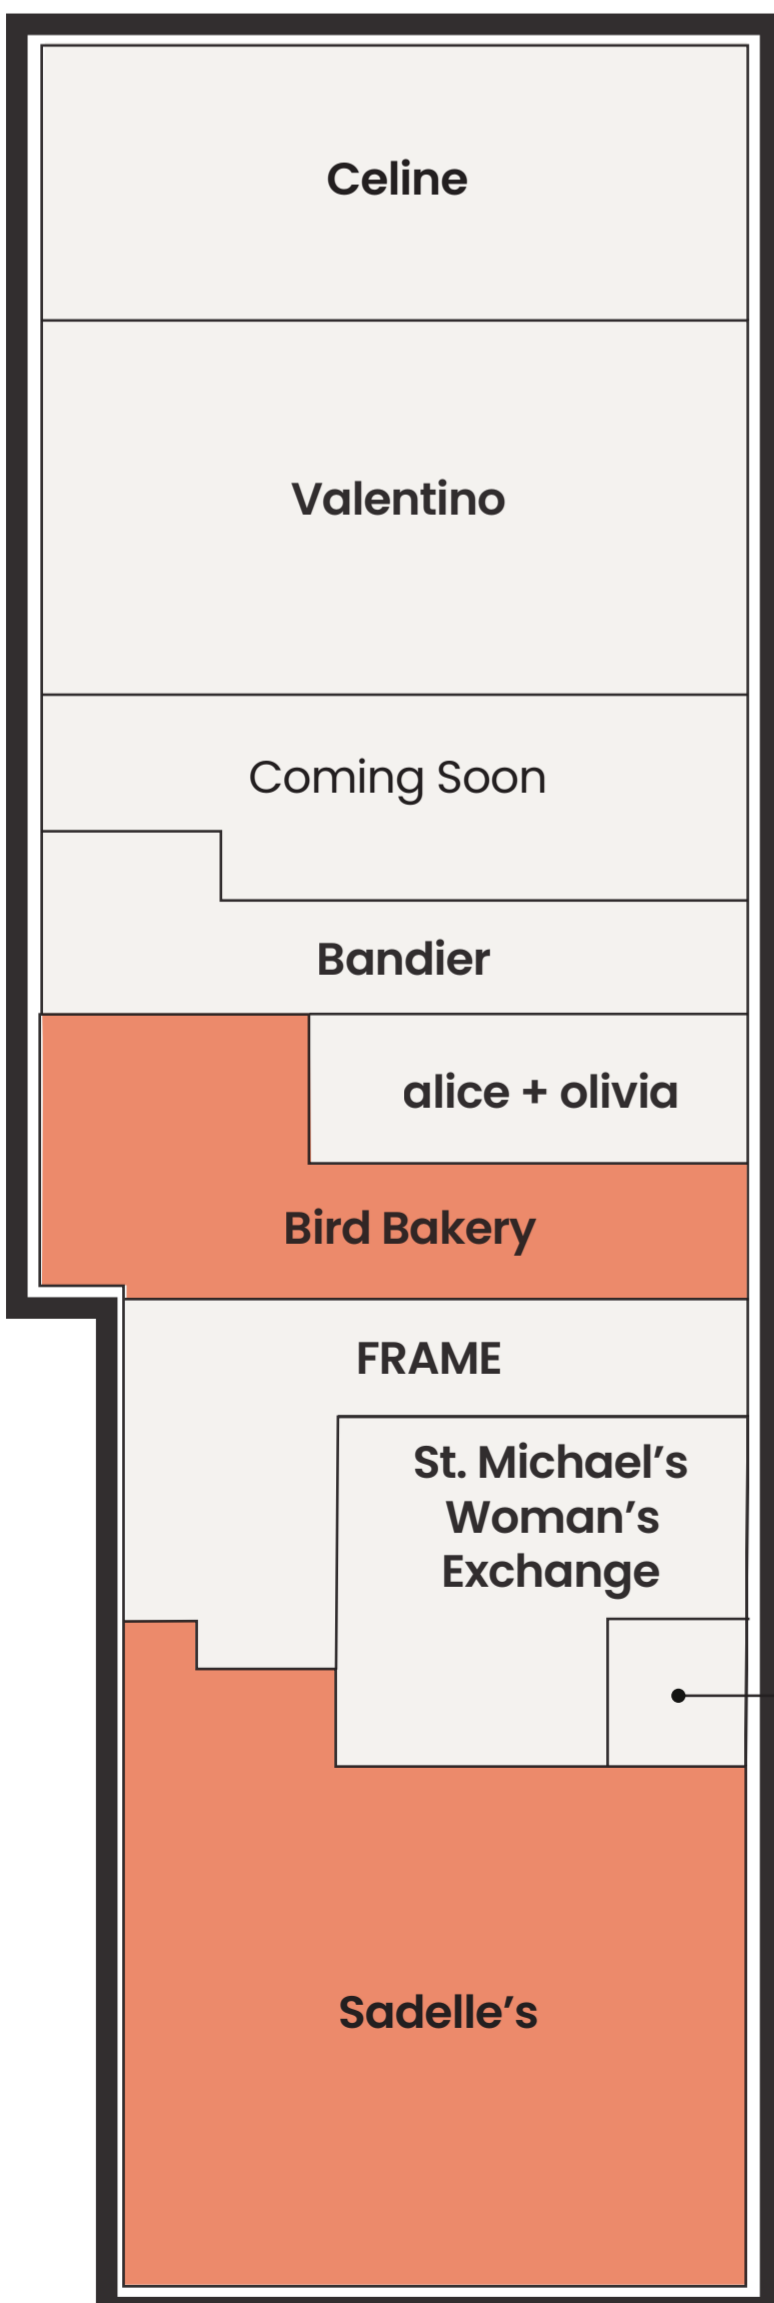 Celine
Valentino
Coming Soon
Bandier
alice + olivia
Bird Bakery
FRAME
St. Michael’s
Woman’s
Exchange
Sadelle’s